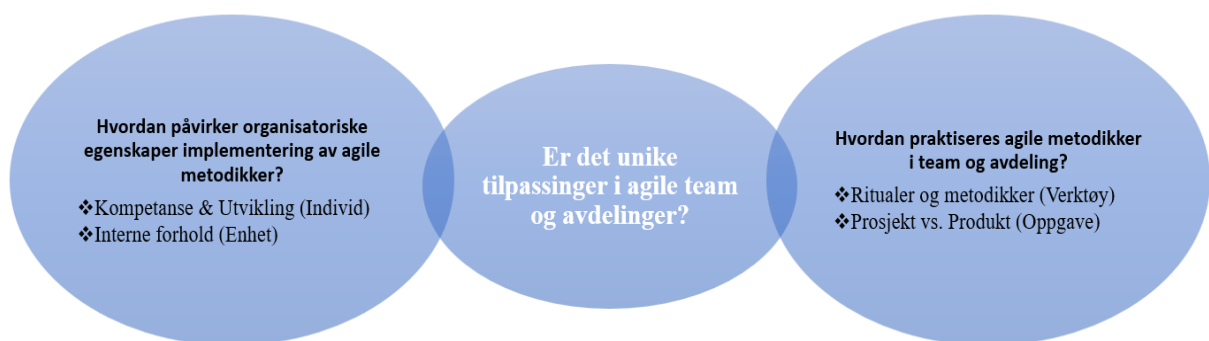 Hvordan påvirker organisatoriske
egenskaper implementering av agile
metodikker?
❖Kompetanse & Utvikling (Individ)
❖Interne forhold (Enhet)
Er det unike
tilpassinger i agile team
og avdelinger?
Hvordan praktiseres agile metodikker
i team og avdeling?
❖Ritualer og metodikker (Verktøy)
❖Prosjekt vs. Produkt (Oppgave)